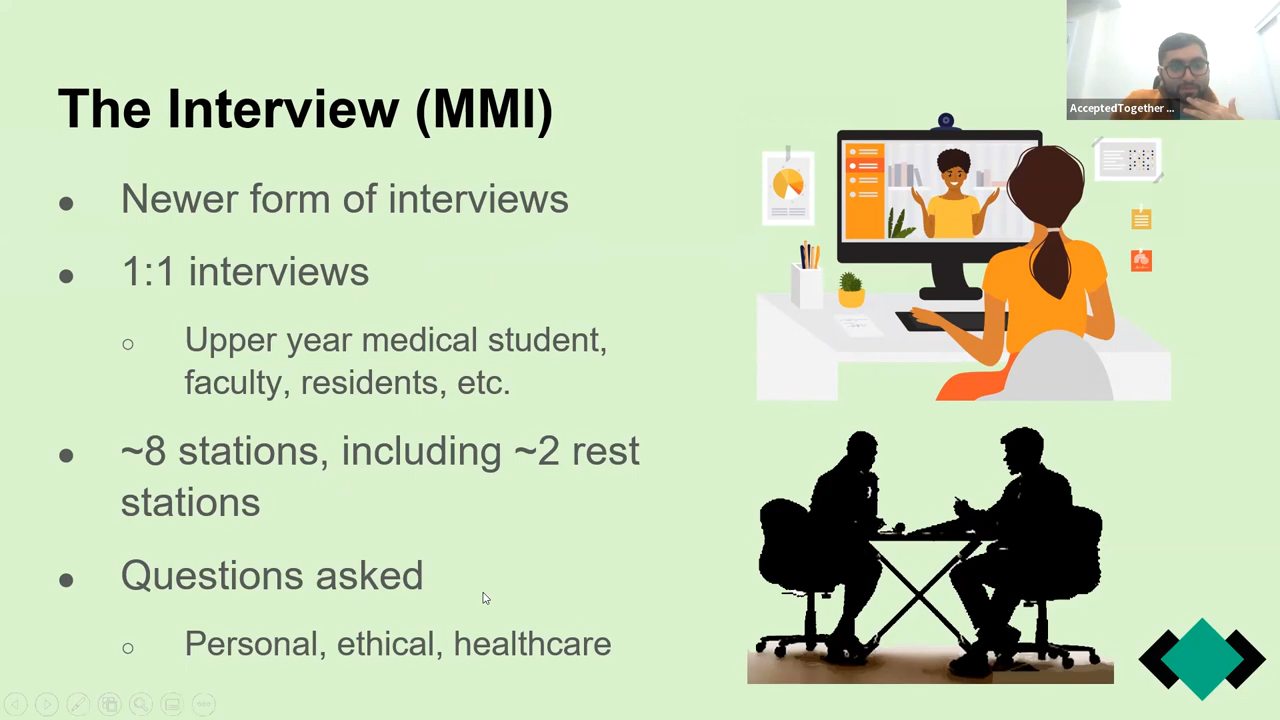 AcceptedTogether ...
The Interview (MMI)
● Newer form of interviews
● 1:1 interviews
○ Upper year medical student,
faculty, residents, etc.
● ~8 stations, including ~2 rest
stations
● Questions asked
○ Personal, ethical, healthcare